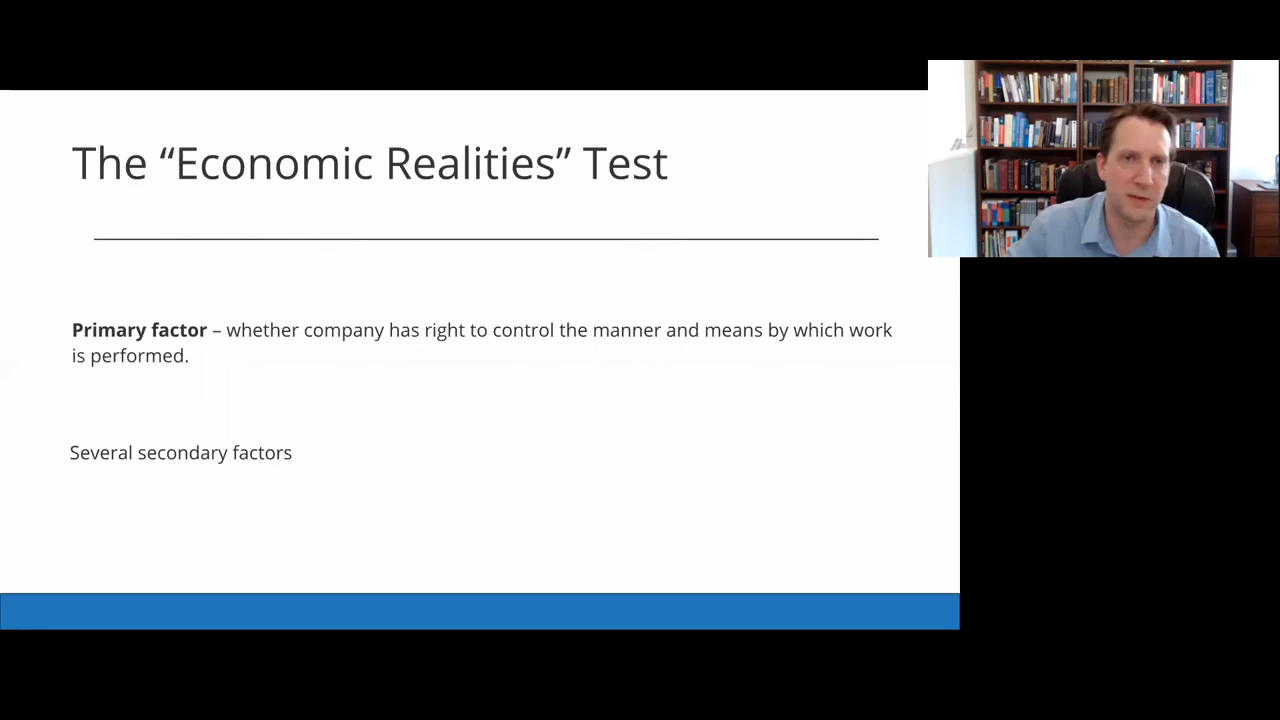 The “Economic Realities” Test
Primary factor – whether company has right to control the manner and means by which work
is performed.
Several secondary factors